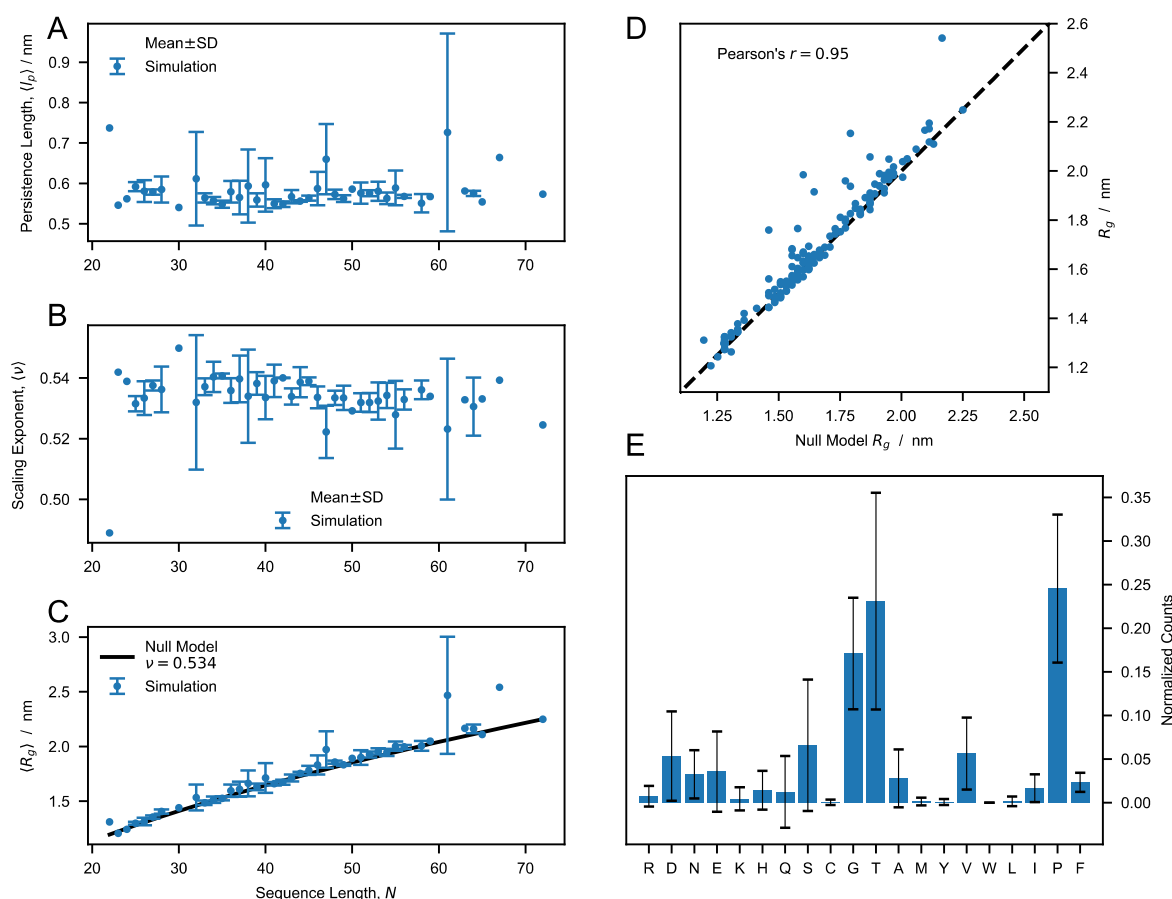 A
Mean±SD
Simulation
Persistence Length, ⟨lₚ⟩ / nm
0.9
0.8
0.7
0.6
0.5
20 30 40 50 60 70
B
Scaling Exponent, ⟨ν⟩
0.54
0.52
0.50
Mean±SD
Simulation
20 30 40 50 60 70
C
Null Model
ν = 0.534
Simulation
⟨R_g⟩ / nm
3.0
2.5
2.0
1.5
20 30 40 50 60 70
Sequence Length, N
D
Pearson's r = 0.95
2.6
2.4
2.2
2.0
1.8
1.6
1.4
1.2
R_g / nm
1.25 1.50 1.75 2.00 2.25 2.50
Null Model R_g / nm
E
0.35
0.30
0.25
0.20
0.15
0.10
0.05
0.00
Normalized Counts
R D N E K H Q S C G T A M Y V W L I P F